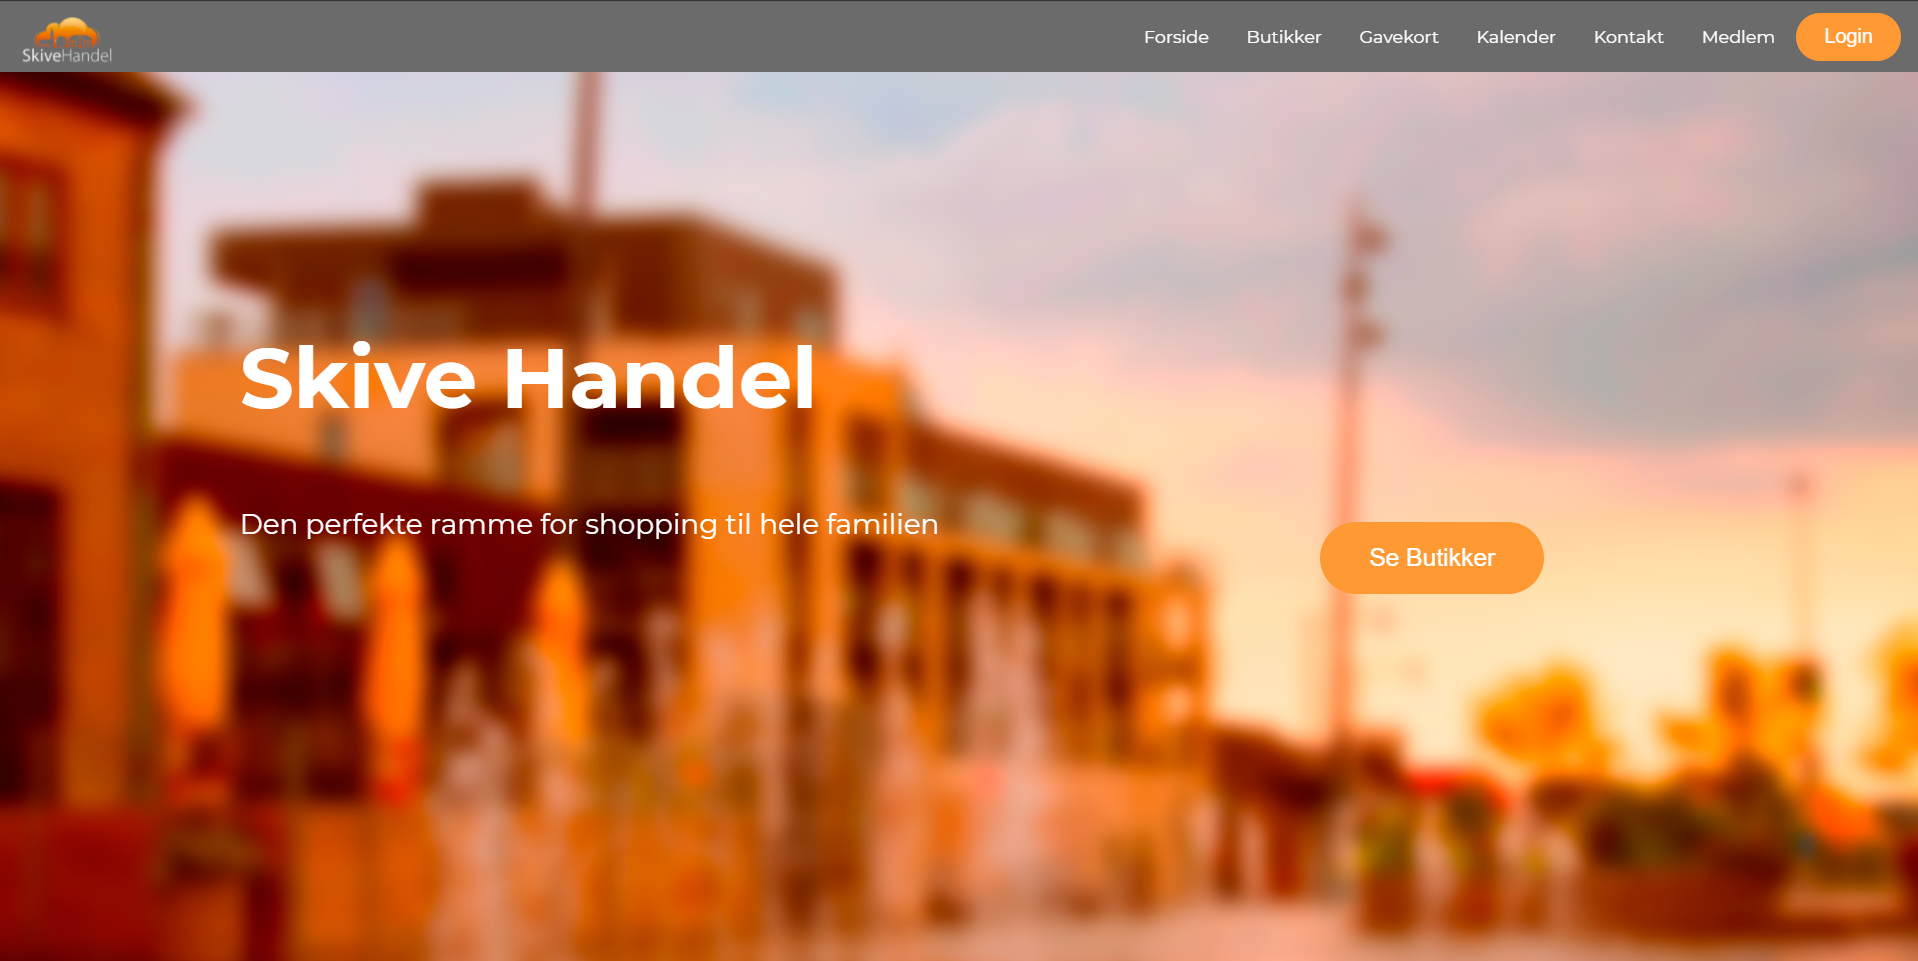 SkiveHandel
Forside Butikker Gavekort Kalender Kontakt Medlem Login
Skive Handel
Den perfekte ramme for shopping til hele familien
Se Butikker